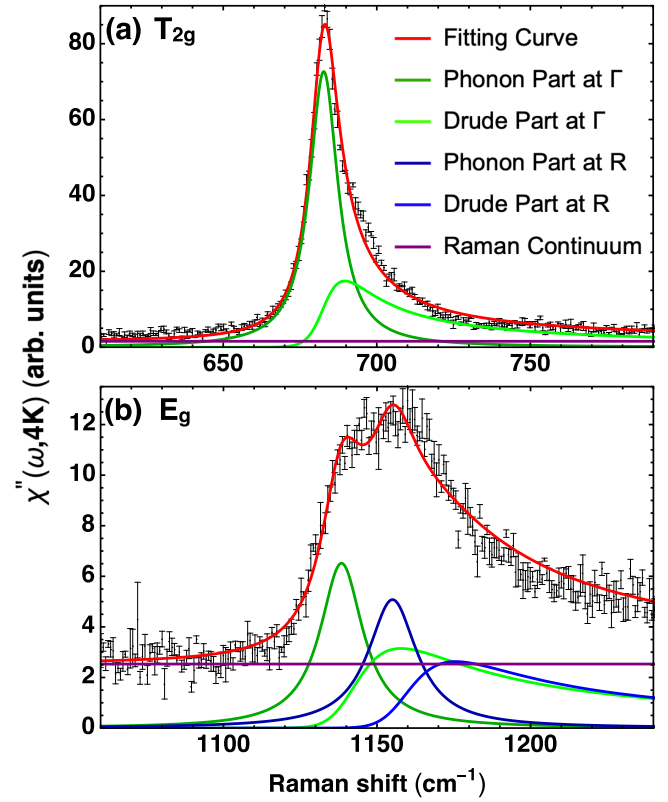 (a) T2g
Fitting Curve
Phonon Part at Γ
Drude Part at Γ
Phonon Part at R
Drude Part at R
Raman Continuum
80
60
40
20
0
650 700 750
(b) Eg
12
10
8
6
4
2
0
1100 1150 1200
χ"(ω,4K) (arb. units)
Raman shift (cm−1)